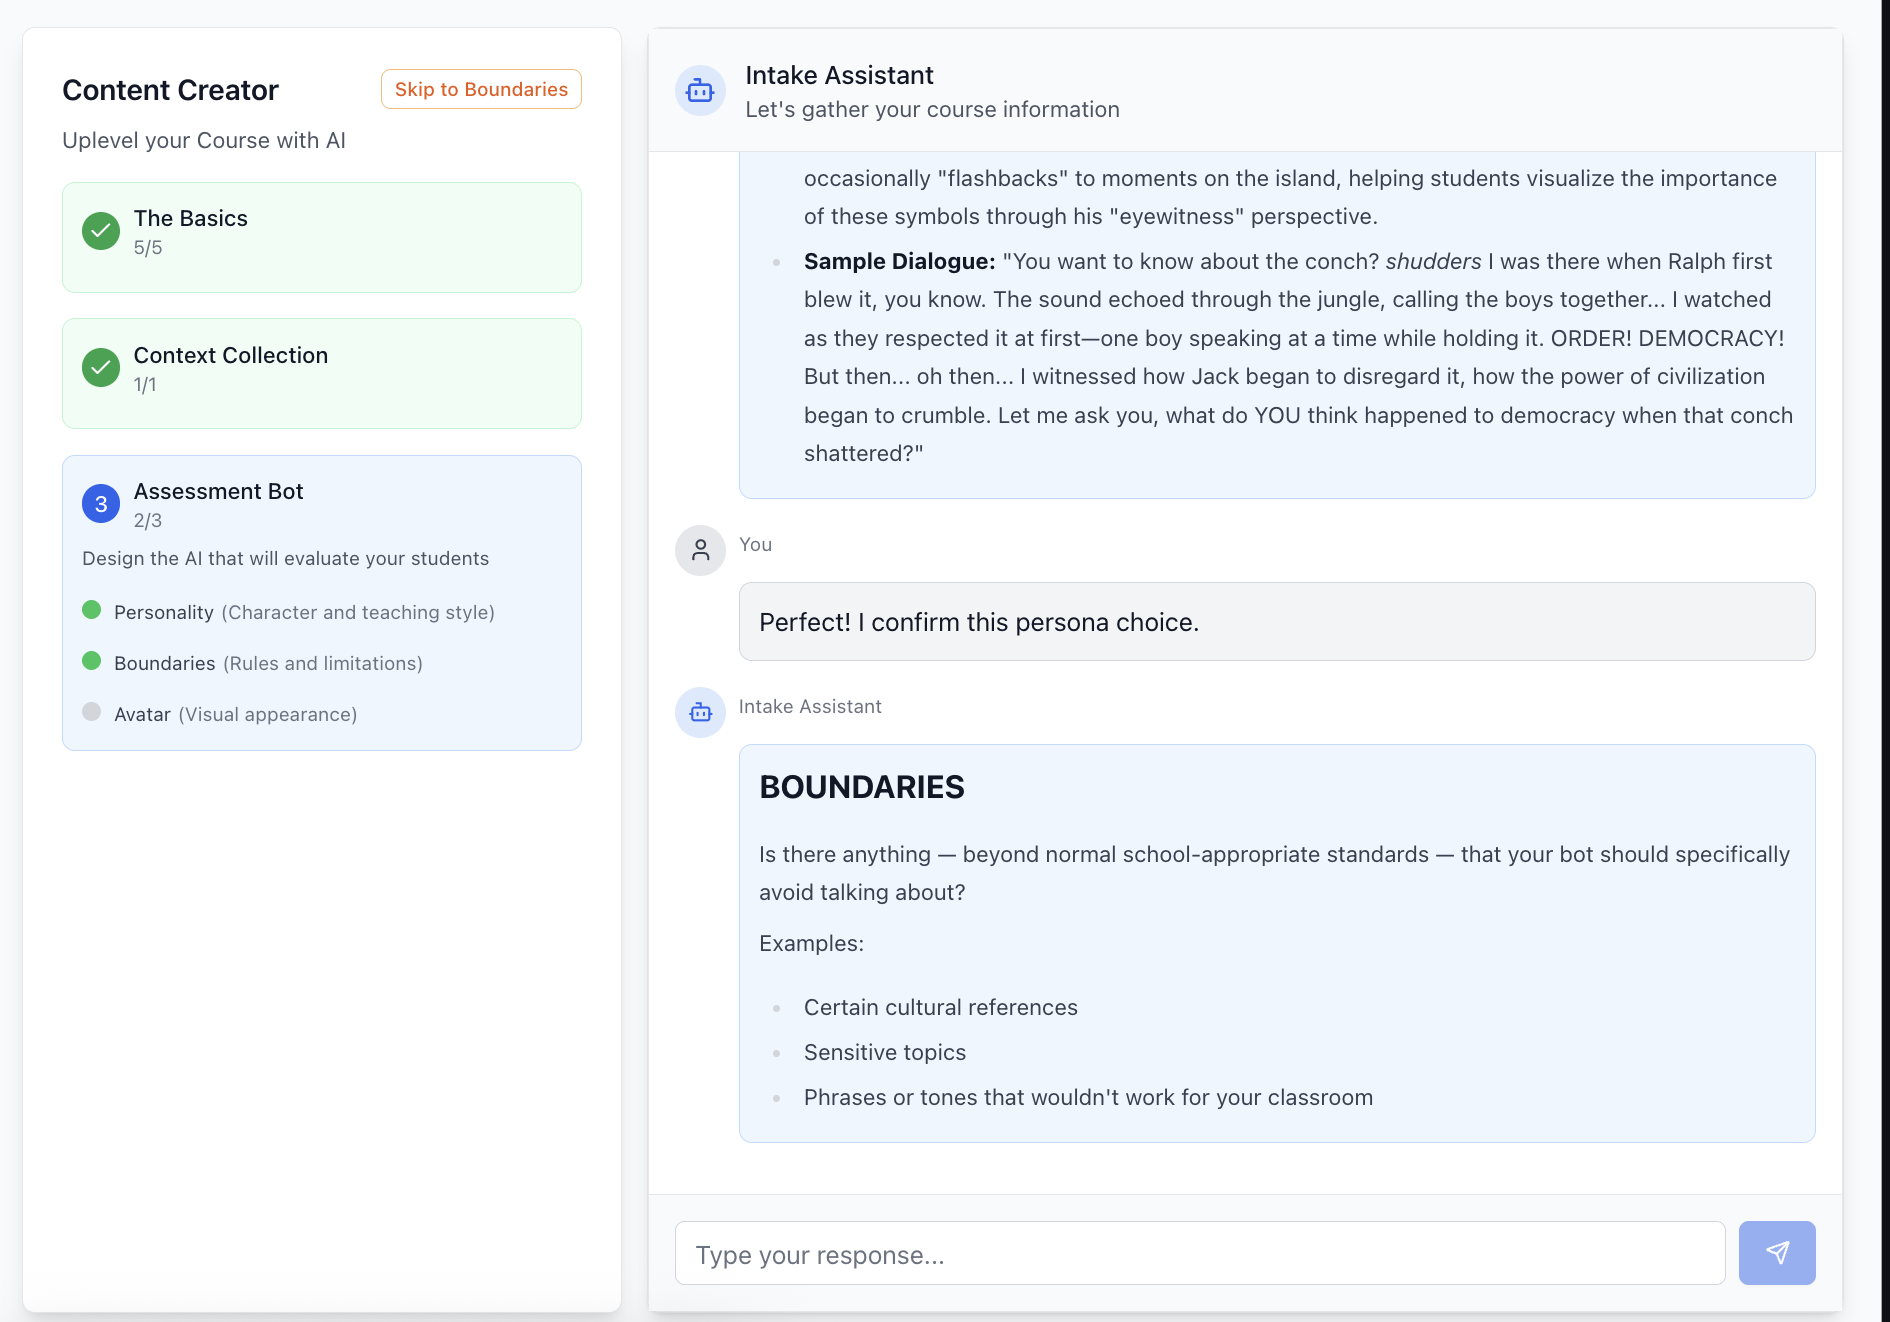 Content Creator
Skip to Boundaries
Uplevel your Course with AI
The Basics
5/5
Context Collection
1/1
3
Assessment Bot
2/3
Design the AI that will evaluate your students
Personality (Character and teaching style)
Boundaries (Rules and limitations)
Avatar (Visual appearance)
Intake Assistant
Let's gather your course information
occasionally "flashbacks" to moments on the island, helping students visualize the importance
of these symbols through his "eyewitness" perspective.
Sample Dialogue: "You want to know about the conch? shudders I was there when Ralph first
blew it, you know. The sound echoed through the jungle, calling the boys together... I watched
as they respected it at first—one boy speaking at a time while holding it. ORDER! DEMOCRACY!
But then... oh then... I witnessed how Jack began to disregard it, how the power of civilization
began to crumble. Let me ask you, what do YOU think happened to democracy when that conch
shattered?"
You
Perfect! I confirm this persona choice.
Intake Assistant
BOUNDARIES
Is there anything — beyond normal school-appropriate standards — that your bot should specifically
avoid talking about?
Examples:
Certain cultural references
Sensitive topics
Phrases or tones that wouldn't work for your classroom
Type your response...